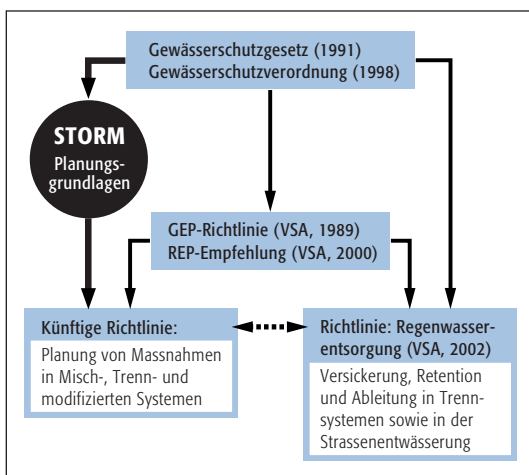 Gewässerschutzgesetz (1991)
Gewässerschutzverordnung (1998)
STORM
Planungs-
grundlagen
GEP-Richtlinie (VSA, 1989)
REP-Empfehlung (VSA, 2000)
Künftige Richtlinie:
Planung von Massnahmen
in Misch-, Trenn- und
modifizierten Systemen
Richtlinie: Regenwasser-
entsorgung (VSA, 2002)
Versickerung, Retention
und Ableitung in Trenn-
systemen sowie in der
Strassenentwässerung